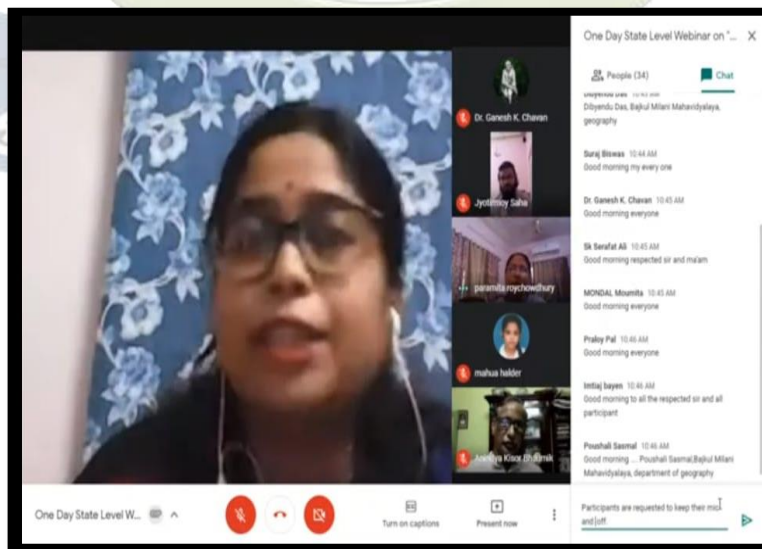 One Day State Level Webinar on "...
People (34)
Chat
Dibyendu Das 10:43 AM
Dibyendu Das, Bajkul Milani Mahavidyalaya,
geography
Suraj Biswas 10:44 AM
Good morning my every one
Dr. Ganesh K. Chavan 10:45 AM
Good morning everyone
Sk Sarafat Ali 10:45 AM
Good morning respected sir and ma'am
MONDAL Moumita 10:45 AM
Good morning everyone
Praloy Pal 10:46 AM
Good morning everyone
Imtiaj bayen 10:46 AM
Good morning to all the respected sir and all
participant
Poushali Sasmal 10:46 AM
Good morning ... Poushali Sasmal,Bajkul Milani
Mahavidyalaya, department of geography
Participants are requested to keep their mic
and off
Dr. Ganesh K. Chavan
Jyotirmoy Saha
paramita roychowdhury
mahua halder
Kisor Bhaumik
One Day State Level W...
Turn on captions
Present now